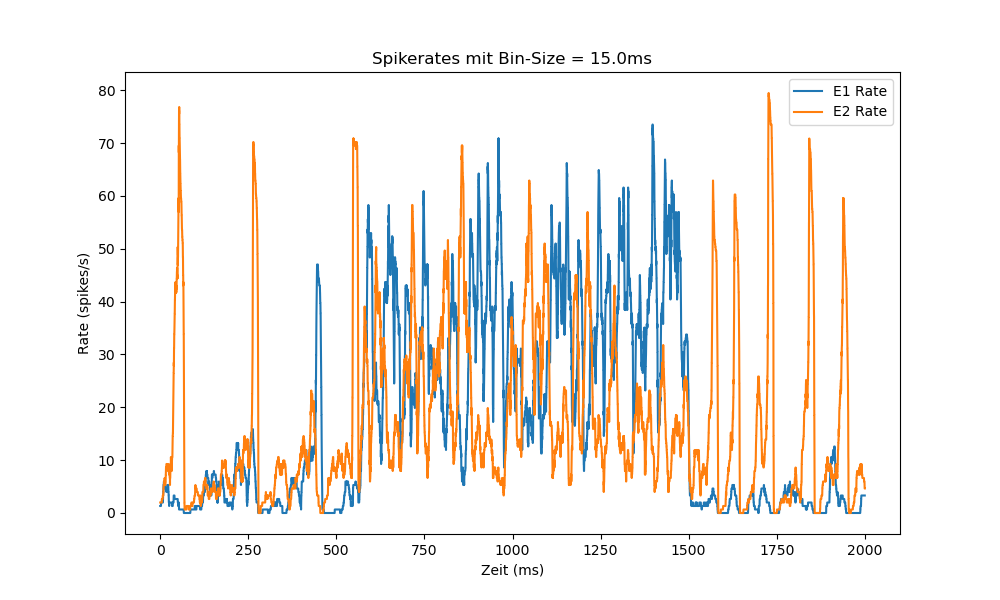 Spikerates mit Bin-Size = 15.0ms
E1 Rate
E2 Rate
Rate (spikes/s)
80
70
60
50
40
30
20
10
0
0 250 500 750 1000 1250 1500 1750 2000
Zeit (ms)